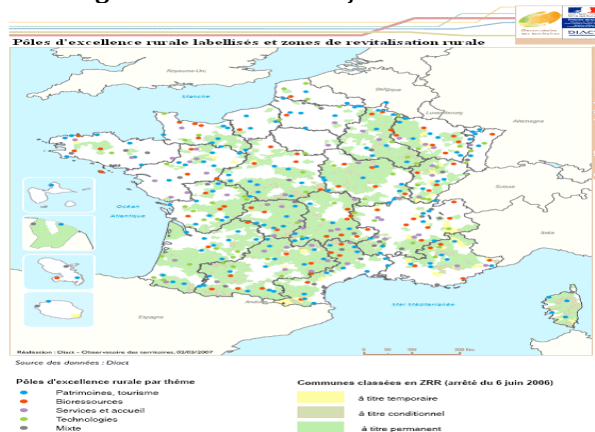 Pôles d'excellence rurale labellisés et zones de revitalisation rurale
DIACT
Royaume-Uni
Manche
Belgique
Luxembourg
Allemagne
Suisse
Italie
Océan
Atlantique
Mer Méditerranée
Espagne
Réalisation : Diact - Observatoire des territoires, 02/03/2007
Source des données : Diact
Pôles d'excellence rurale par thème
Patrimoines, tourisme
Bioressources
Services et accueil
Technologies
Mixte
Communes classées en ZRR (arrêté du 6 juin 2006)
à titre temporaire
à titre conditionnel
à titre permanent